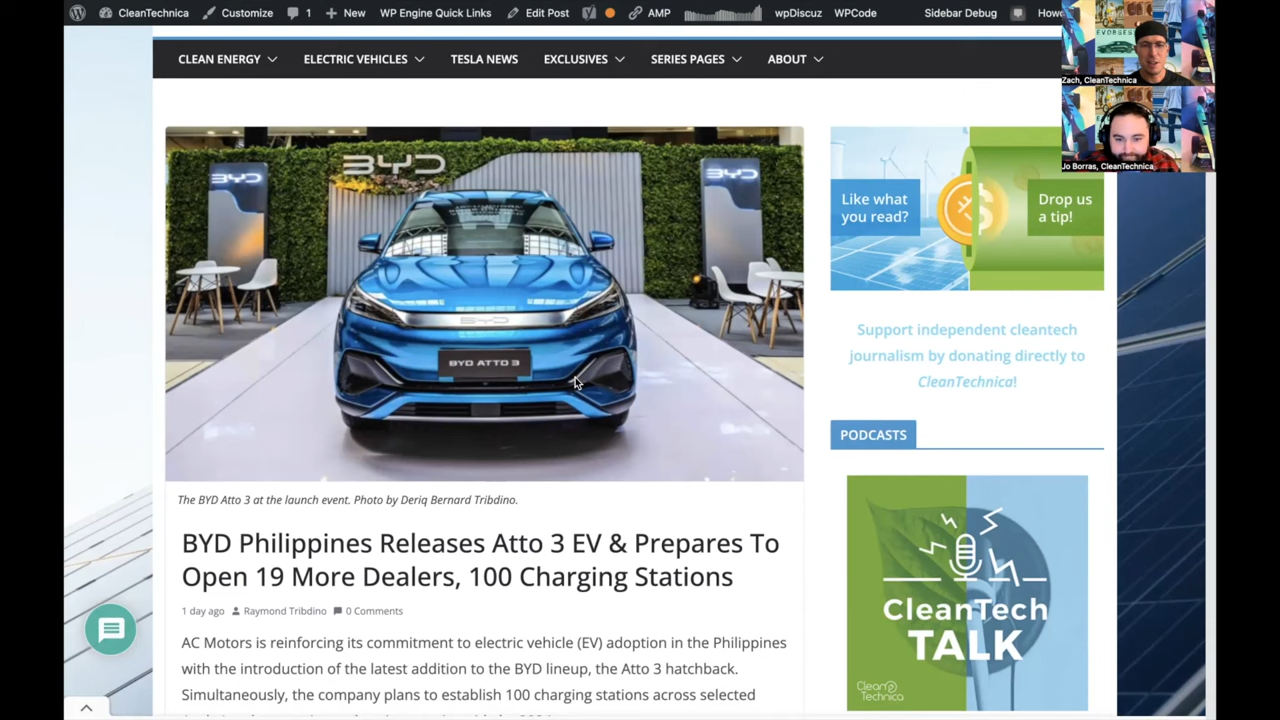 CleanTechnica Customize 1 New WP Engine Quick Links Edit Post AMP wpDiscuz WPCode Sidebar Debug Howe
Zach, CleanTechnica
CLEAN ENERGY ELECTRIC VEHICLES TESLA NEWS EXCLUSIVES SERIES PAGES ABOUT
Jo Borras, CleanTechnica
BYD
BYD
BYD
BYD
BYD ATTO 3
Like what
you read?
Drop us
a tip!
Support independent cleantech
journalism by donating directly to
CleanTechnica!
PODCASTS
The BYD Atto 3 at the launch event. Photo by Deriq Bernard Tribdino.
BYD Philippines Releases Atto 3 EV & Prepares To
Open 19 More Dealers, 100 Charging Stations
1 day ago Raymond Tribdino 0 Comments
AC Motors is reinforcing its commitment to electric vehicle (EV) adoption in the Philippines
with the introduction of the latest addition to the BYD lineup, the Atto 3 hatchback.
Simultaneously, the company plans to establish 100 charging stations across selected
CleanTech
TALK
CleanTechnica